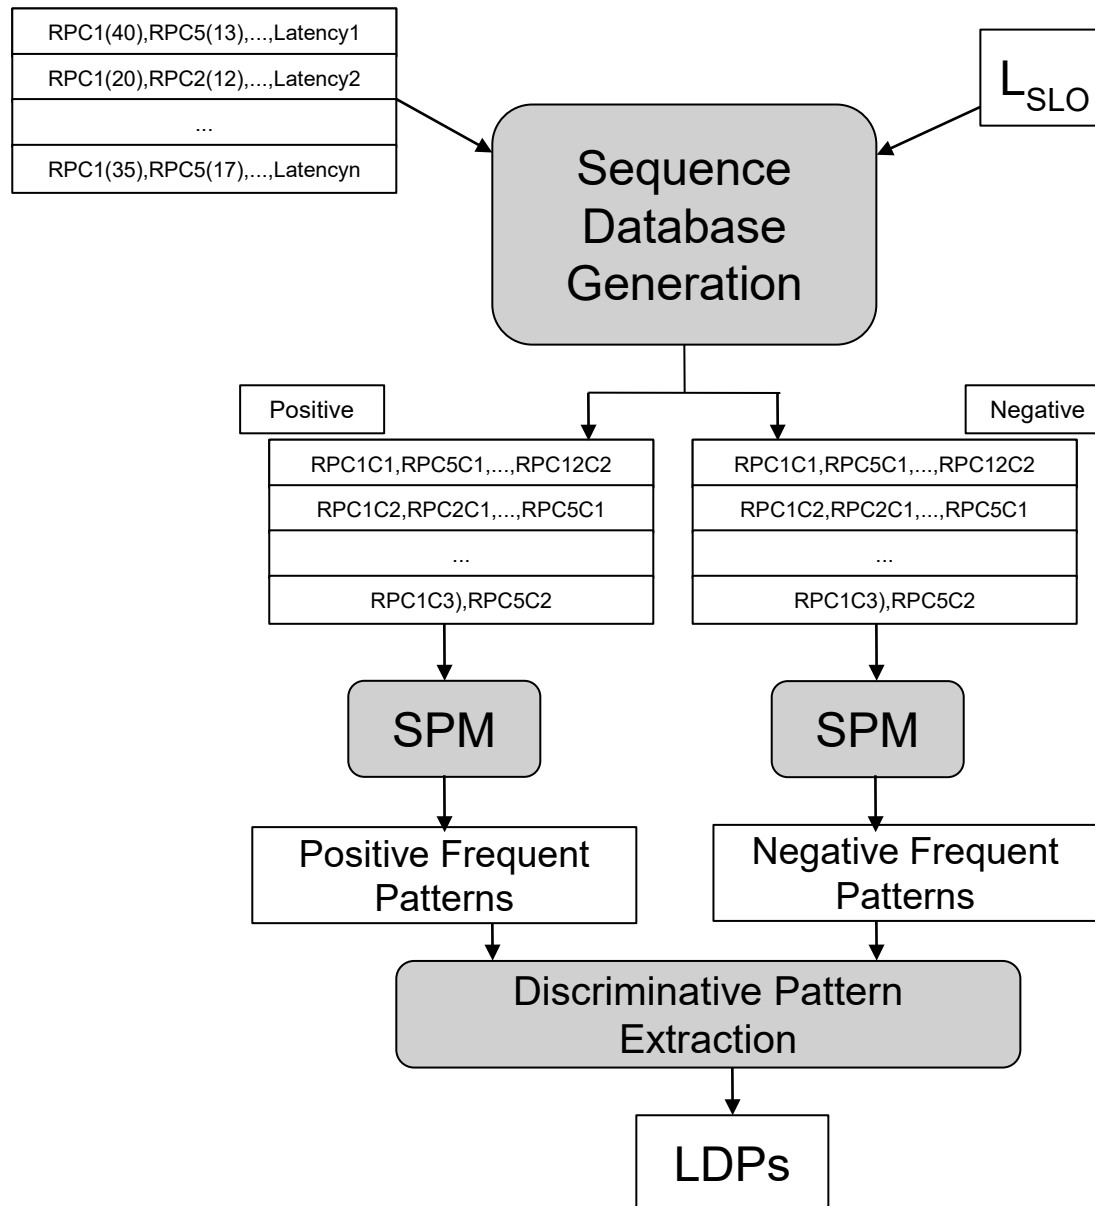 RPC1(40),RPC5(13),...,Latency1
RPC1(20),RPC2(12),...,Latency2
...
RPC1(35),RPC5(17),...,Latencyn
LSLO
Sequence
Database
Generation
Positive
Negative
RPC1C1,RPC5C1,...,RPC12C2
RPC1C2,RPC2C1,...,RPC5C1
...
RPC1C3),RPC5C2
RPC1C1,RPC5C1,...,RPC12C2
RPC1C2,RPC2C1,...,RPC5C1
...
RPC1C3),RPC5C2
SPM
SPM
Positive Frequent
Patterns
Negative Frequent
Patterns
Discriminative Pattern
Extraction
LDPs